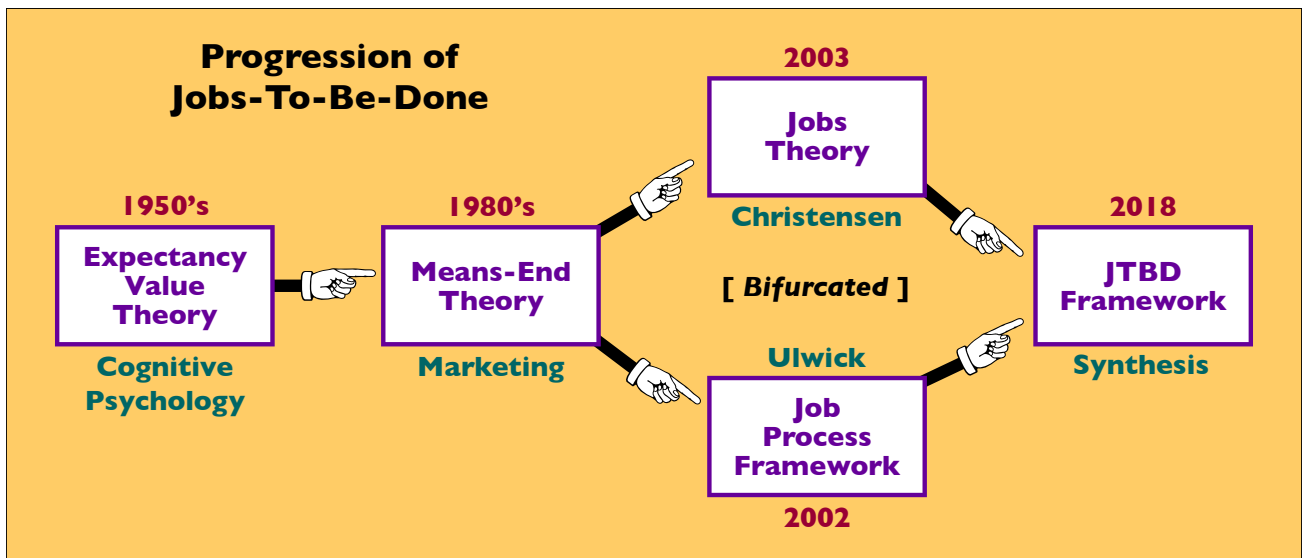 Progression of
Jobs-To-Be-Done
1950's
Expectancy
Value
Theory
Cognitive
Psychology
1980's
Means-End
Theory
Marketing
2003
Jobs
Theory
Christensen
[ Bifurcated ]
Ulwick
Job
Process
Framework
2002
2018
JTBD
Framework
Synthesis